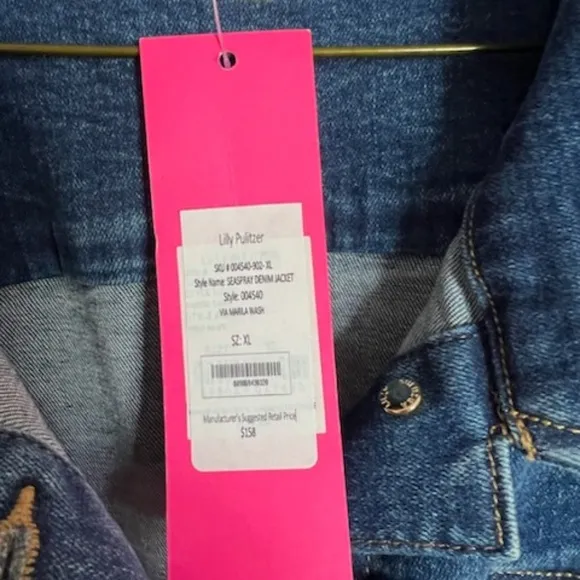 Lilly Pulitzer
SKU # 004540-902- XL
Style Name: SEASPRAY DENIM JACKET
Style: 004540
VIA MARILA WASH
SZ: XL
Manufacturer's Suggested Retail Price
$158